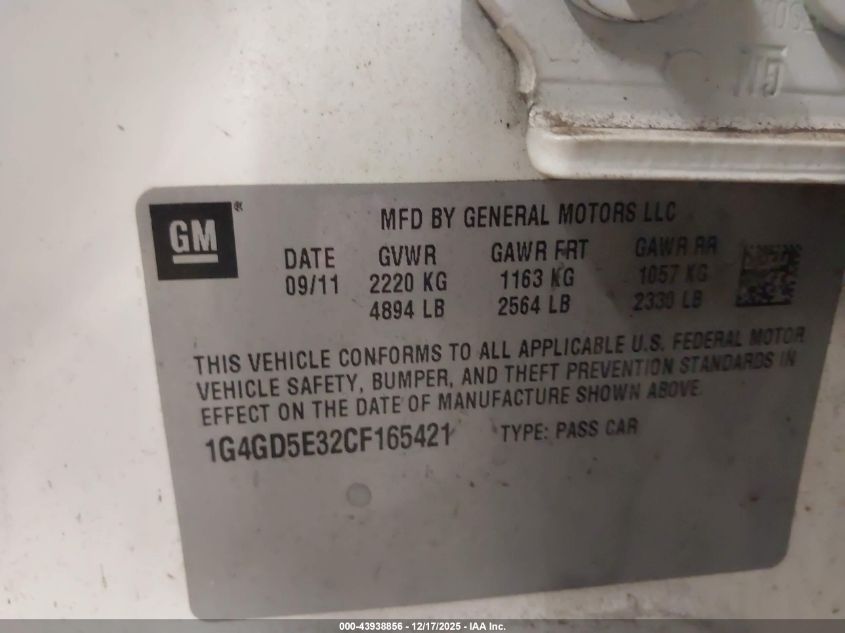 GM
MFD BY GENERAL MOTORS LLC
DATE GVWR GAWR FRT GAWR RR
09/11 2220 KG 1163 KG 1057 KG
4894 LB 2564 LB 2330 LB
THIS VEHICLE CONFORMS TO ALL APPLICABLE U.S. FEDERAL MOTOR
VEHICLE SAFETY, BUMPER, AND THEFT PREVENTION STANDARDS IN
EFFECT ON THE DATE OF MANUFACTURE SHOWN ABOVE.
1G4GD5E32CF165421 TYPE: PASS CAR
000-43938856 - 12/17/2025 - IAA Inc.